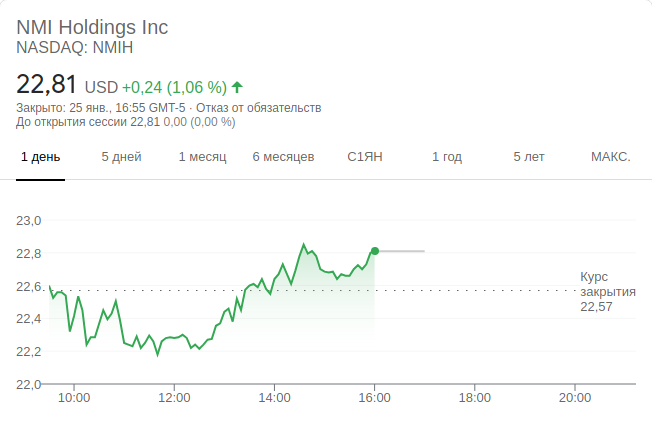 NMI Holdings Inc
NASDAQ: NMIH
22,81 USD +0,24 (1,06 %)
Закрыто: 25 янв., 16:55 GMT-5 · Отказ от обязательств
До открытия сессии 22,81 0,00 (0,00 %)
1 день 5 дней 1 месяц 6 месяцев С1ЯН 1 год 5 лет МАКС.
23,0
22,8
22,6
22,4
22,2
22,0
Курс
закрытия
22,57
10:00 12:00 14:00 16:00 18:00 20:00